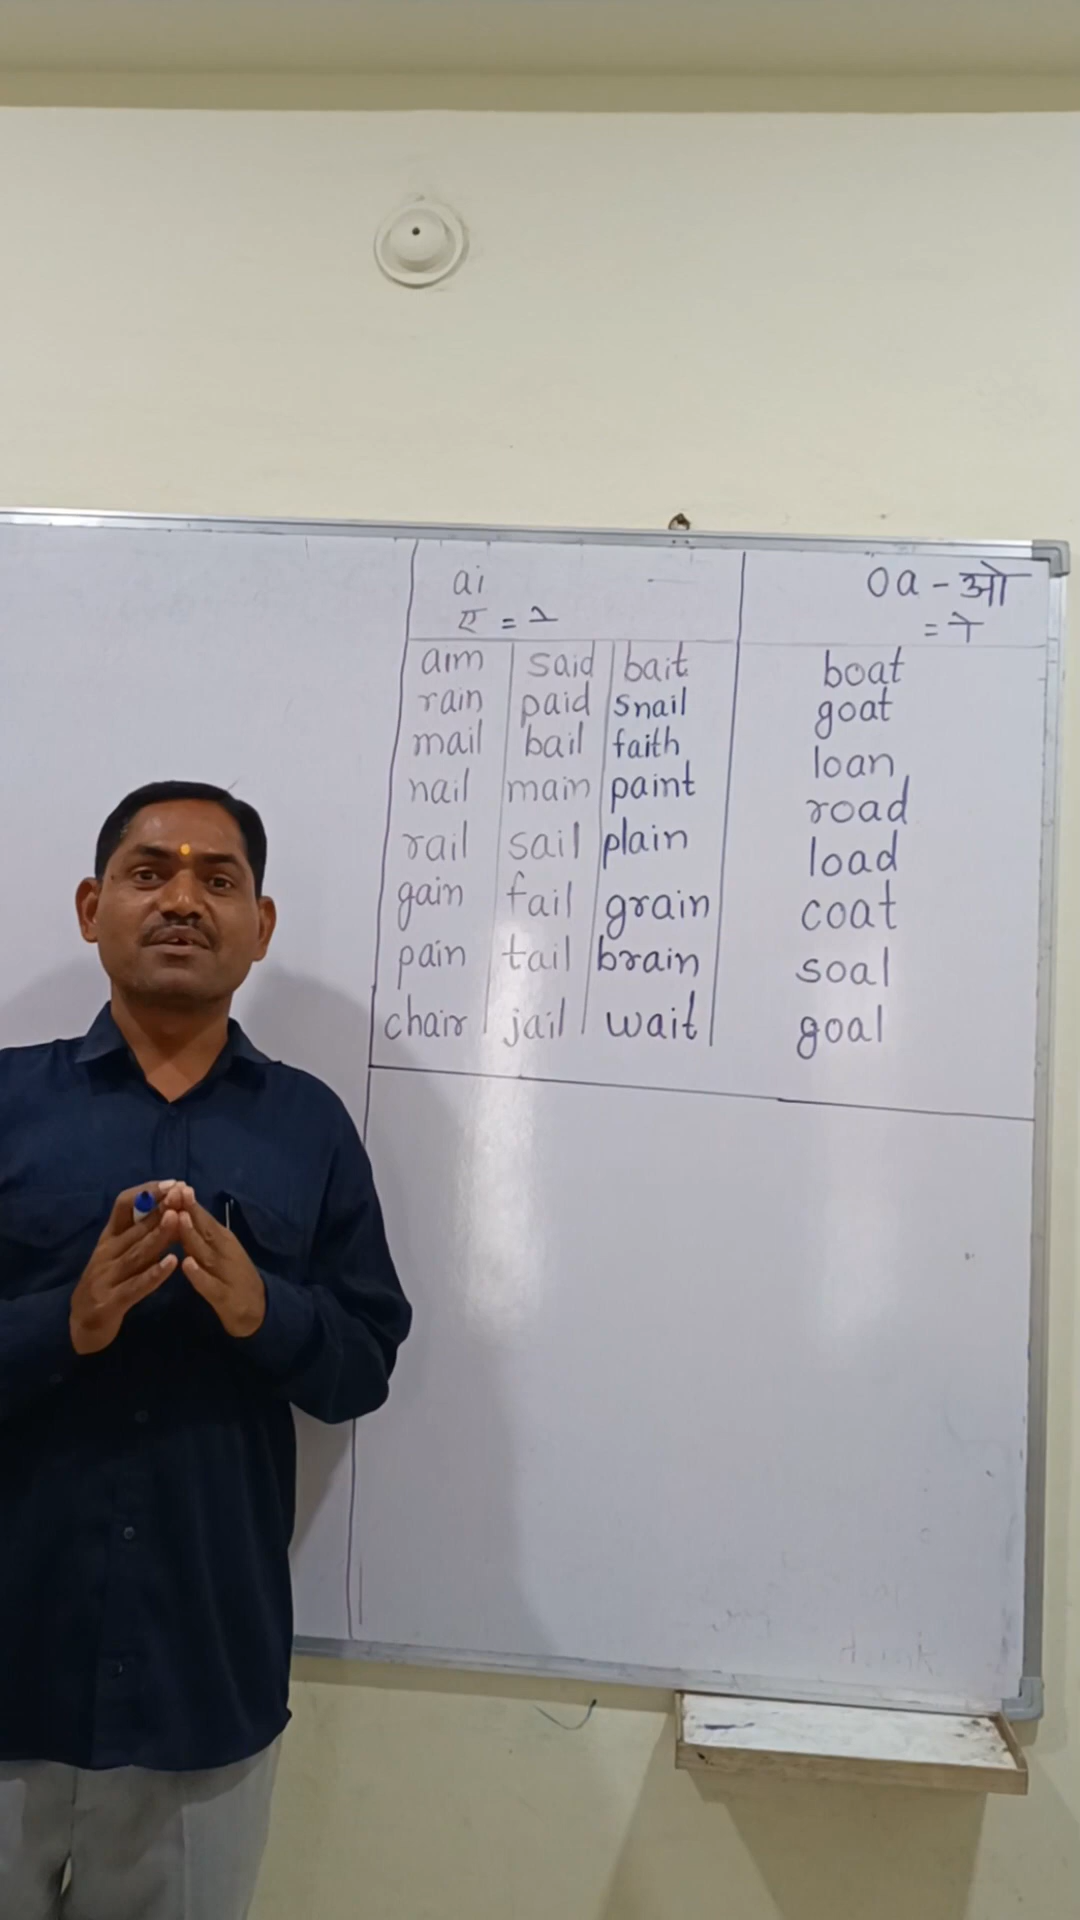 ai
ए = े
aim said bait
rain paid snail
mail bail faith
nail main paint
rail sail plain
gain fail grain
pain tail brain
chair jail wait
oa - ओ
= ो
boat
goat
loan
road
load
coat
soal
goal